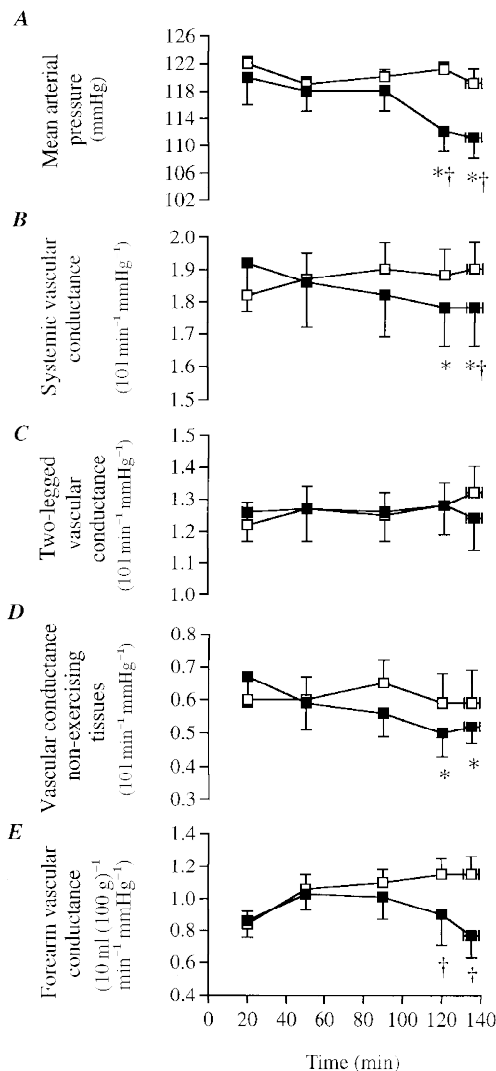 A
Mean arterial
pressure
(mmHg)
126
122
118
114
110
106
102
*† *†
B
Systemic vascular
conductance
(10 l min⁻¹ mmHg⁻¹)
2.0
1.9
1.8
1.7
1.6
1.5
* *†
C
Two-legged
vascular
conductance
(10 l min⁻¹ mmHg⁻¹)
1.5
1.4
1.3
1.2
1.1
1.0
D
Vascular conductance
non-exercising
tissues
(10 l min⁻¹ mmHg⁻¹)
0.8
0.7
0.6
0.5
0.4
0.3
* *
E
Forearm vascular
conductance
(10 ml (100 g)⁻¹
min⁻¹ mmHg⁻¹)
1.4
1.2
1.0
0.8
0.6
0.4
† †
0 20 40 60 80 100 120 140
Time (min)